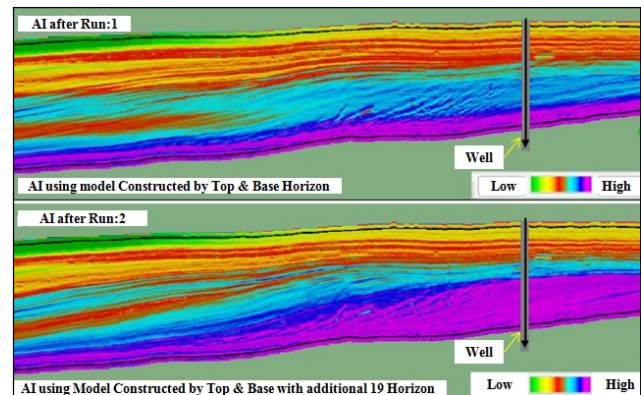 AI after Run:1
Well
AI using model Constructed by Top & Base Horizon
Low High
AI after Run:2
Well
AI using Model Constructed by Top & Base with additional 19 Horizon
Low High